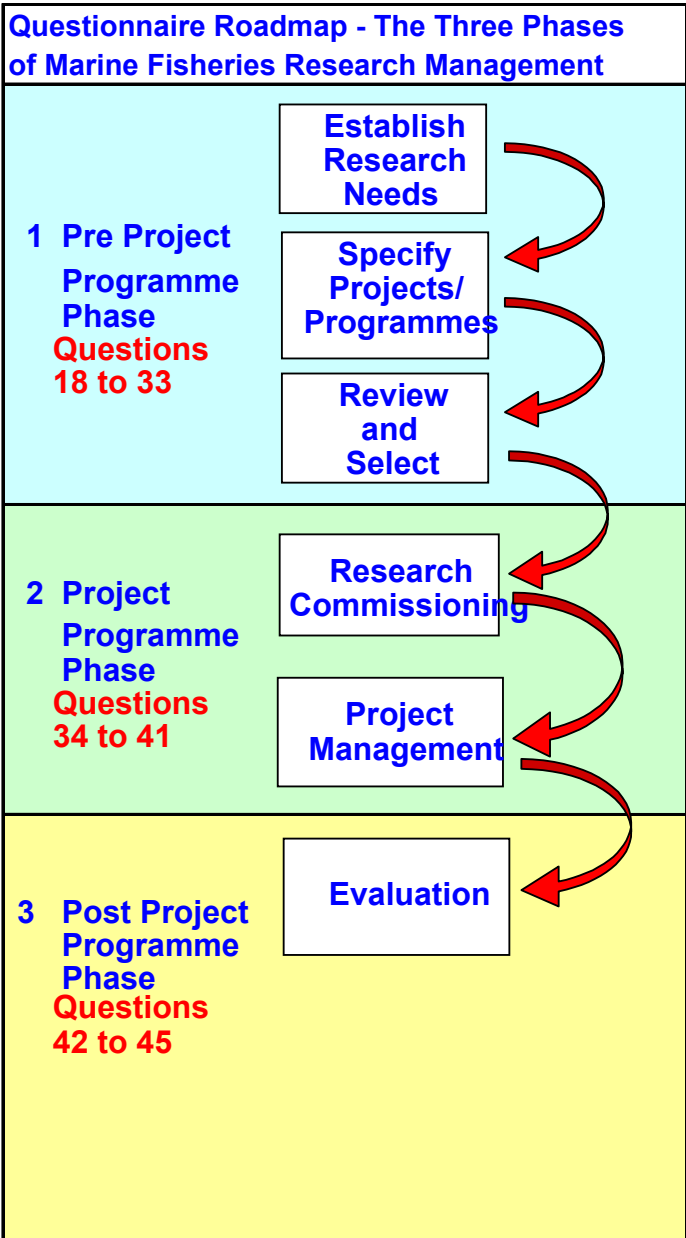 Questionnaire Roadmap - The Three Phases
of Marine Fisheries Research Management
1 Pre Project
Programme
Phase
Questions
18 to 33
Establish
Research
Needs
Specify
Projects/
Programmes
Review
and
Select
2 Project
Programme
Phase
Questions
34 to 41
Research
Commissioning
Project
Management
3 Post Project
Programme
Phase
Questions
42 to 45
Evaluation